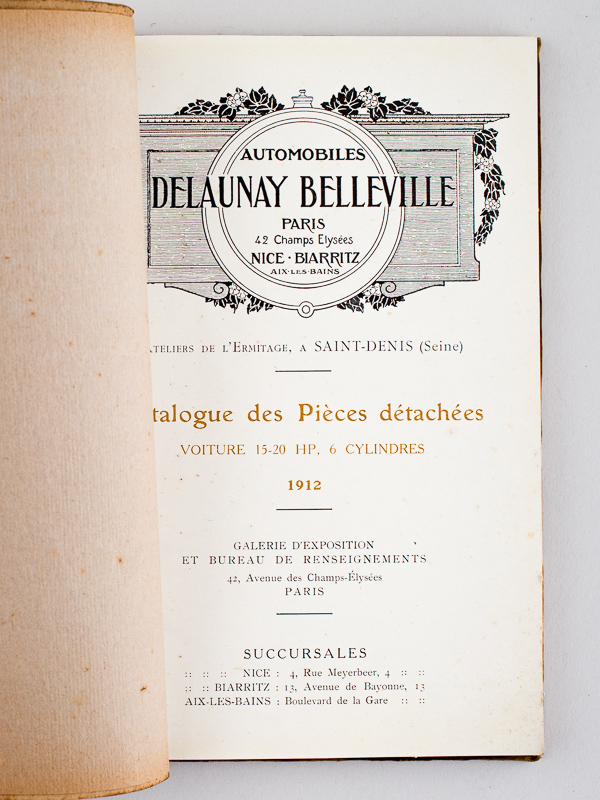 AUTOMOBILES
DELAUNAY BELLEVILLE
PARIS
42 Champs Elysées
NICE · BIARRITZ
AIX-LES-BAINS
ATELIERS DE L'ERMITAGE, A SAINT-DENIS (Seine)
talogue des Pièces détachées
VOITURE 15-20 HP, 6 CYLINDRES
1912
GALERIE D'EXPOSITION
ET BUREAU DE RENSEIGNEMENTS
42, Avenue des Champs-Élysées
PARIS
SUCCURSALES
:: :: :: NICE : 4, Rue Meyerbeer, 4 :: ::
:: :: BIARRITZ : 13, Avenue de Bayonne, 13
AIX-LES-BAINS : Boulevard de la Gare :: ::